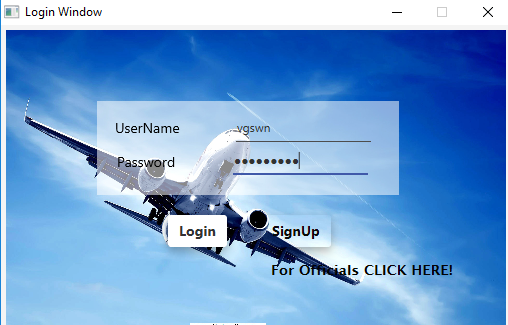 Login Window
UserName vgswn
Password •••••••••
Login SignUp
For Officials CLICK HERE!